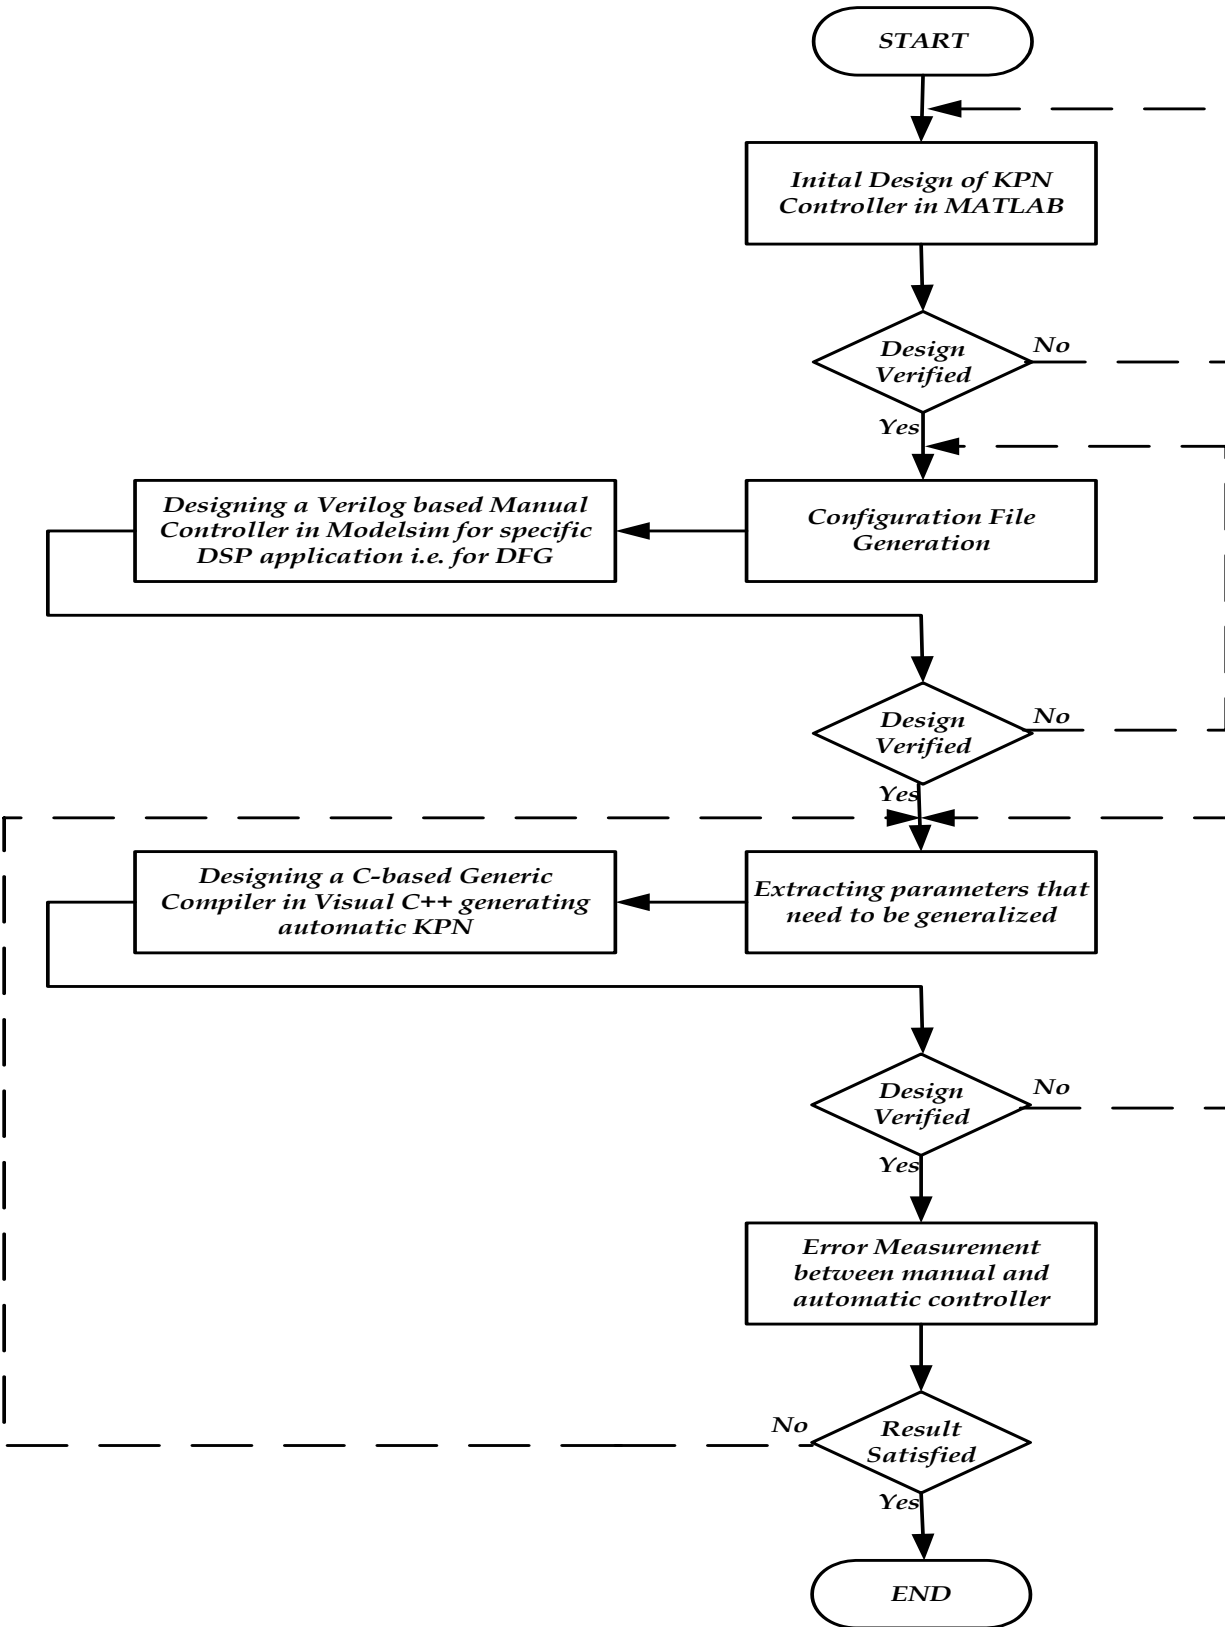 START
Inital Design of KPN
Controller in MATLAB
Design
Verified
No
Yes
Designing a Verilog based Manual
Controller in Modelsim for specific
DSP application i.e. for DFG
Configuration File
Generation
Design
Verified
No
Yes
Designing a C-based Generic
Compiler in Visual C++ generating
automatic KPN
Extracting parameters that
need to be generalized
Design
Verified
No
Yes
Error Measurement
between manual and
automatic controller
No
Result
Satisfied
Yes
END